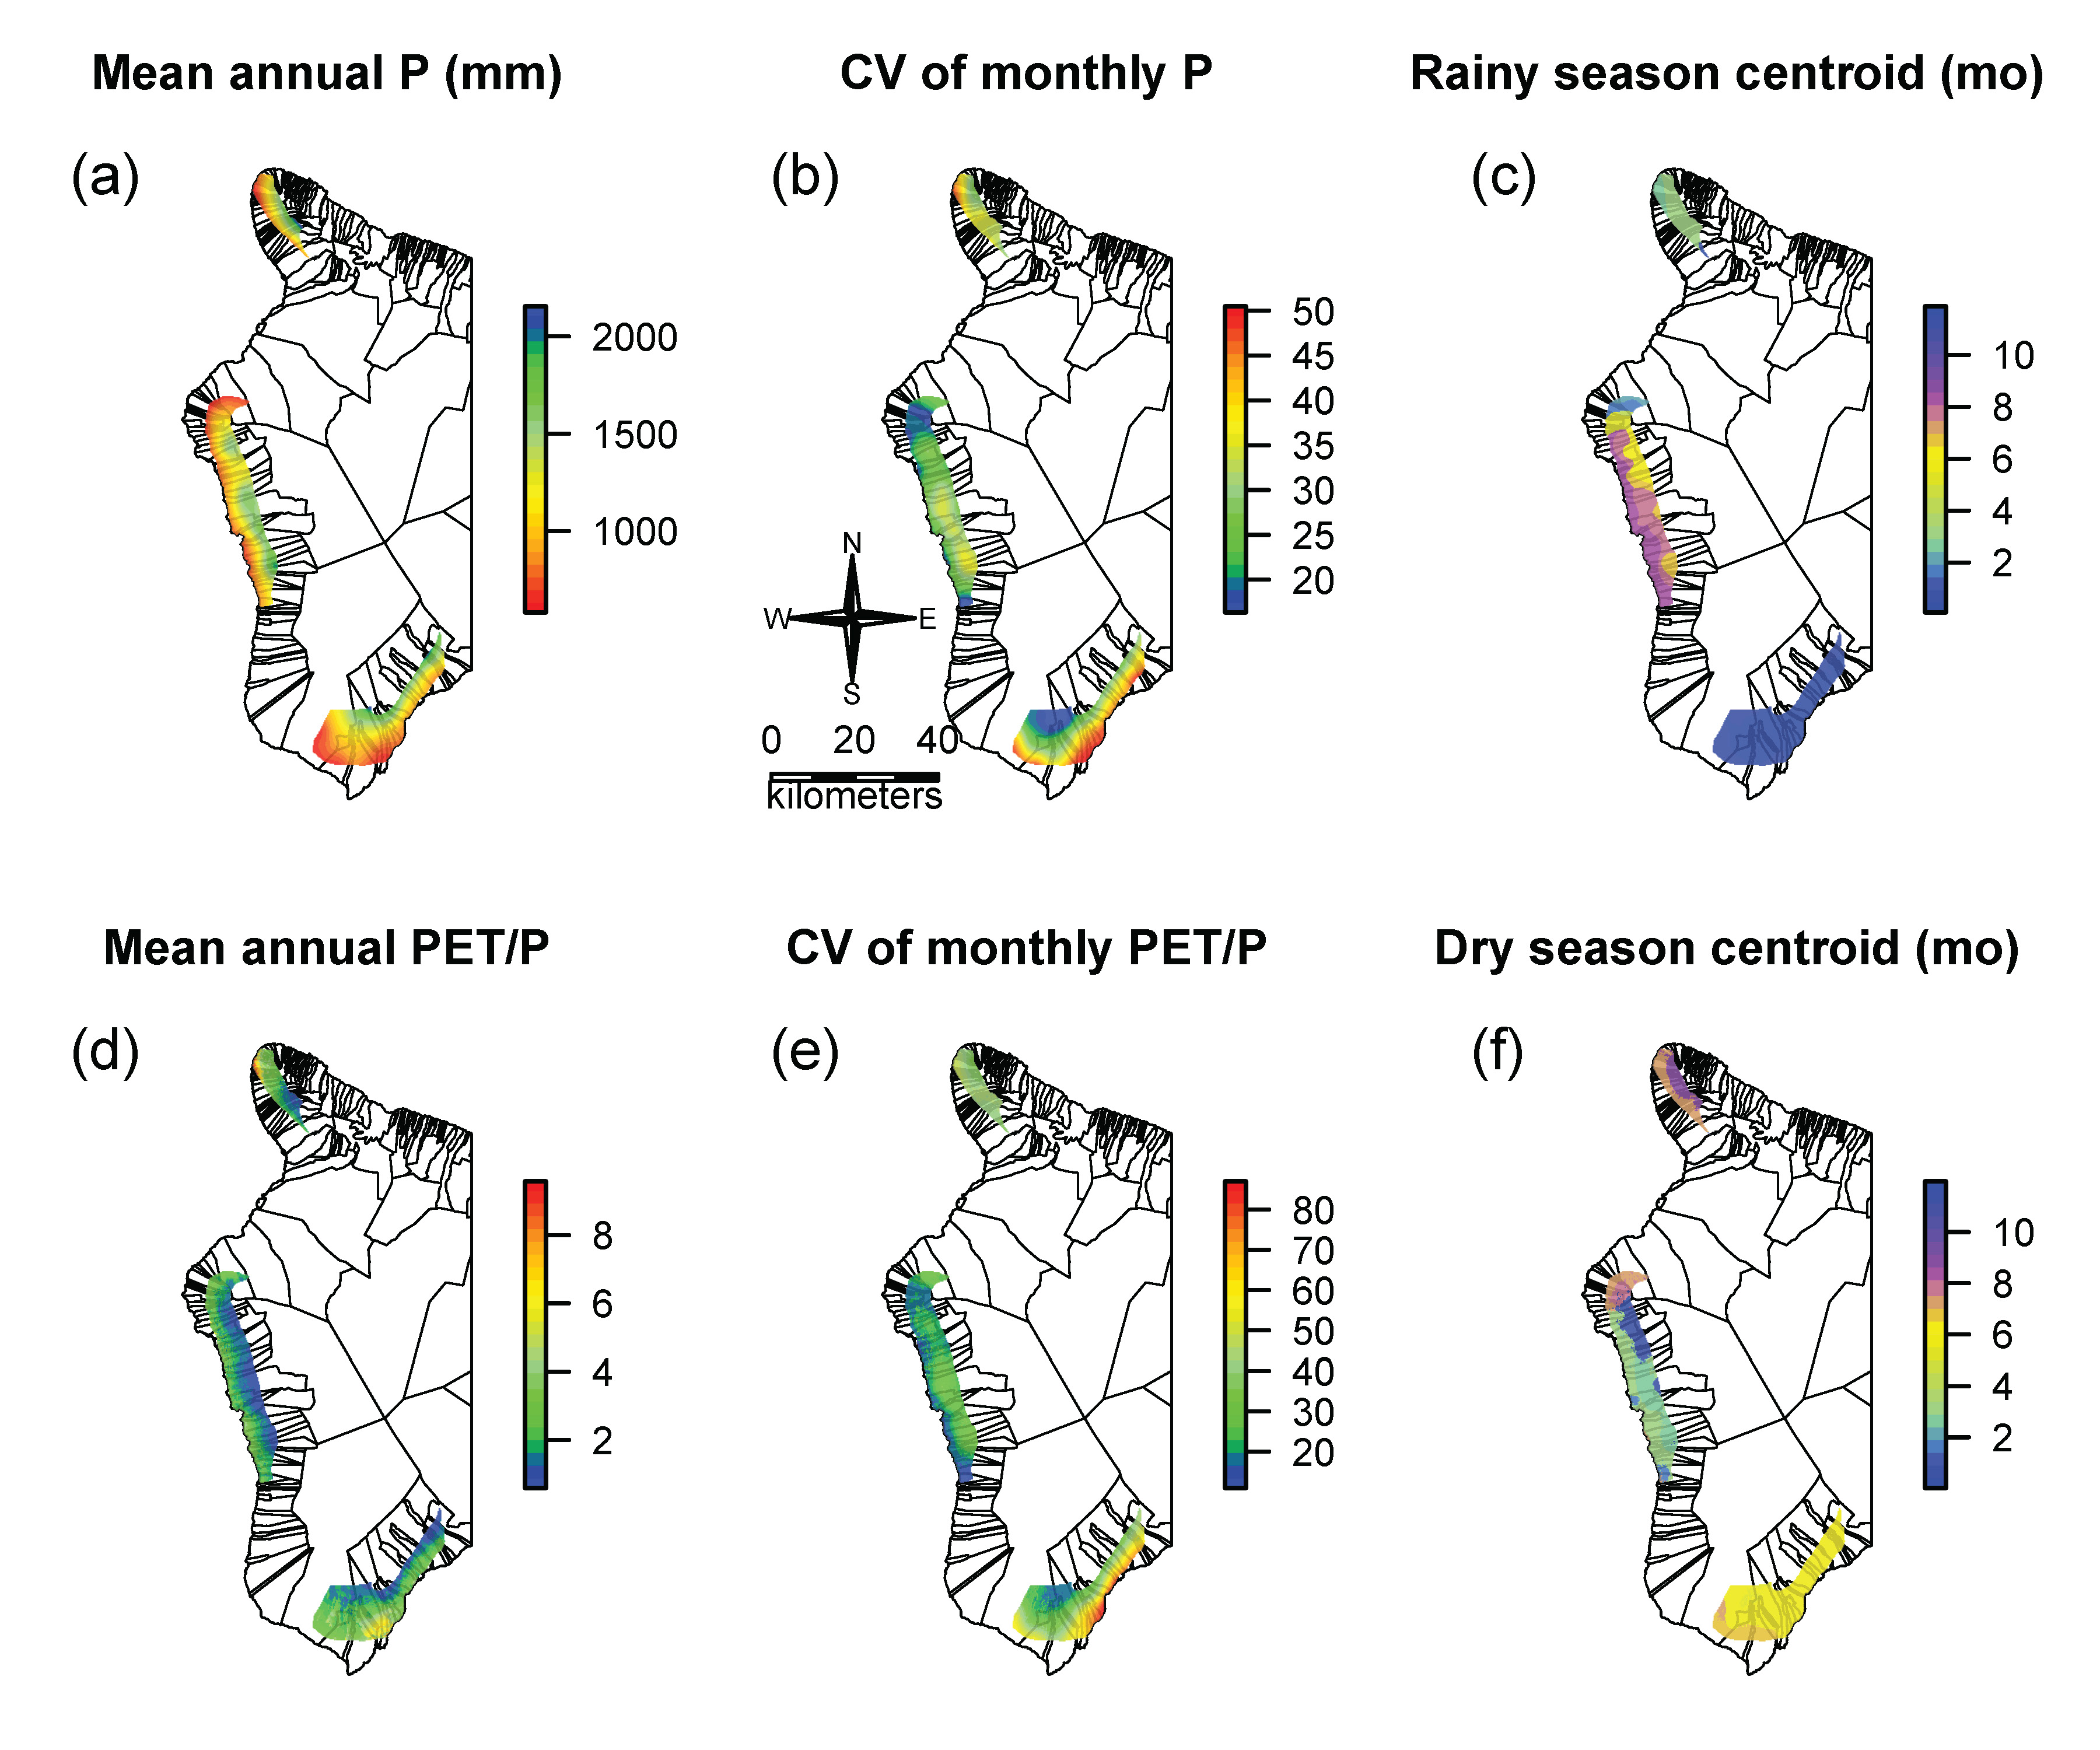 Mean annual P (mm)
CV of monthly P
Rainy season centroid (mo)
(a)
(b)
(c)
2000
1500
1000
50
45
40
35
30
25
20
10
8
6
4
2
N
W
E
S
0 20 40
kilometers
Mean annual PET/P
CV of monthly PET/P
Dry season centroid (mo)
(d)
(e)
(f)
8
6
4
2
80
70
60
50
40
30
20
10
8
6
4
2